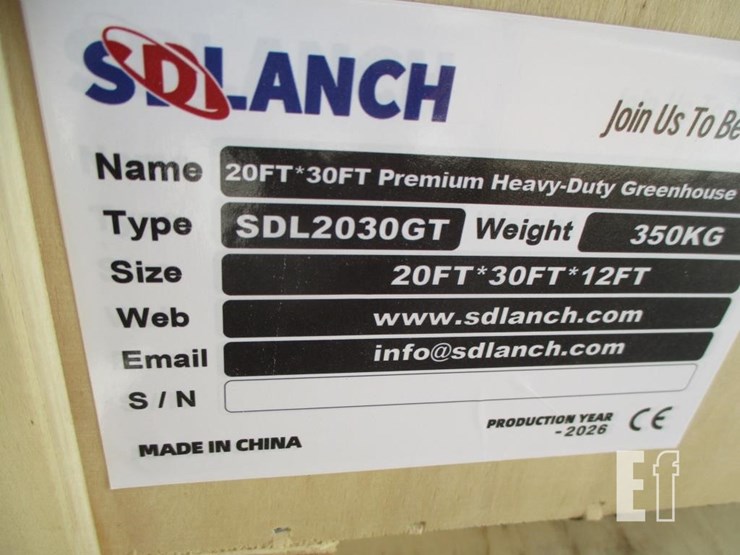 SDLANCH
Join Us To Be
Name 20FT*30FT Premium Heavy-Duty Greenhouse
Type SDL2030GT Weight 350KG
Size 20FT*30FT*12FT
Web www.sdlanch.com
Email info@sdlanch.com
S / N
PRODUCTION YEAR
-2026 CE
MADE IN CHINA
Ef